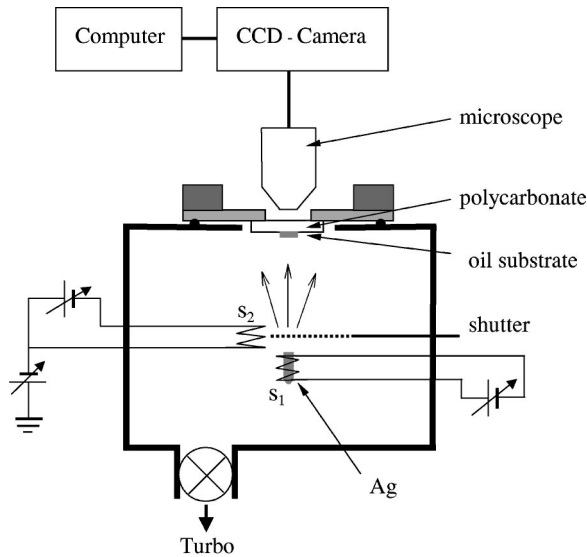 Computer
CCD - Camera
microscope
polycarbonate
oil substrate
s2
shutter
s1
Ag
Turbo